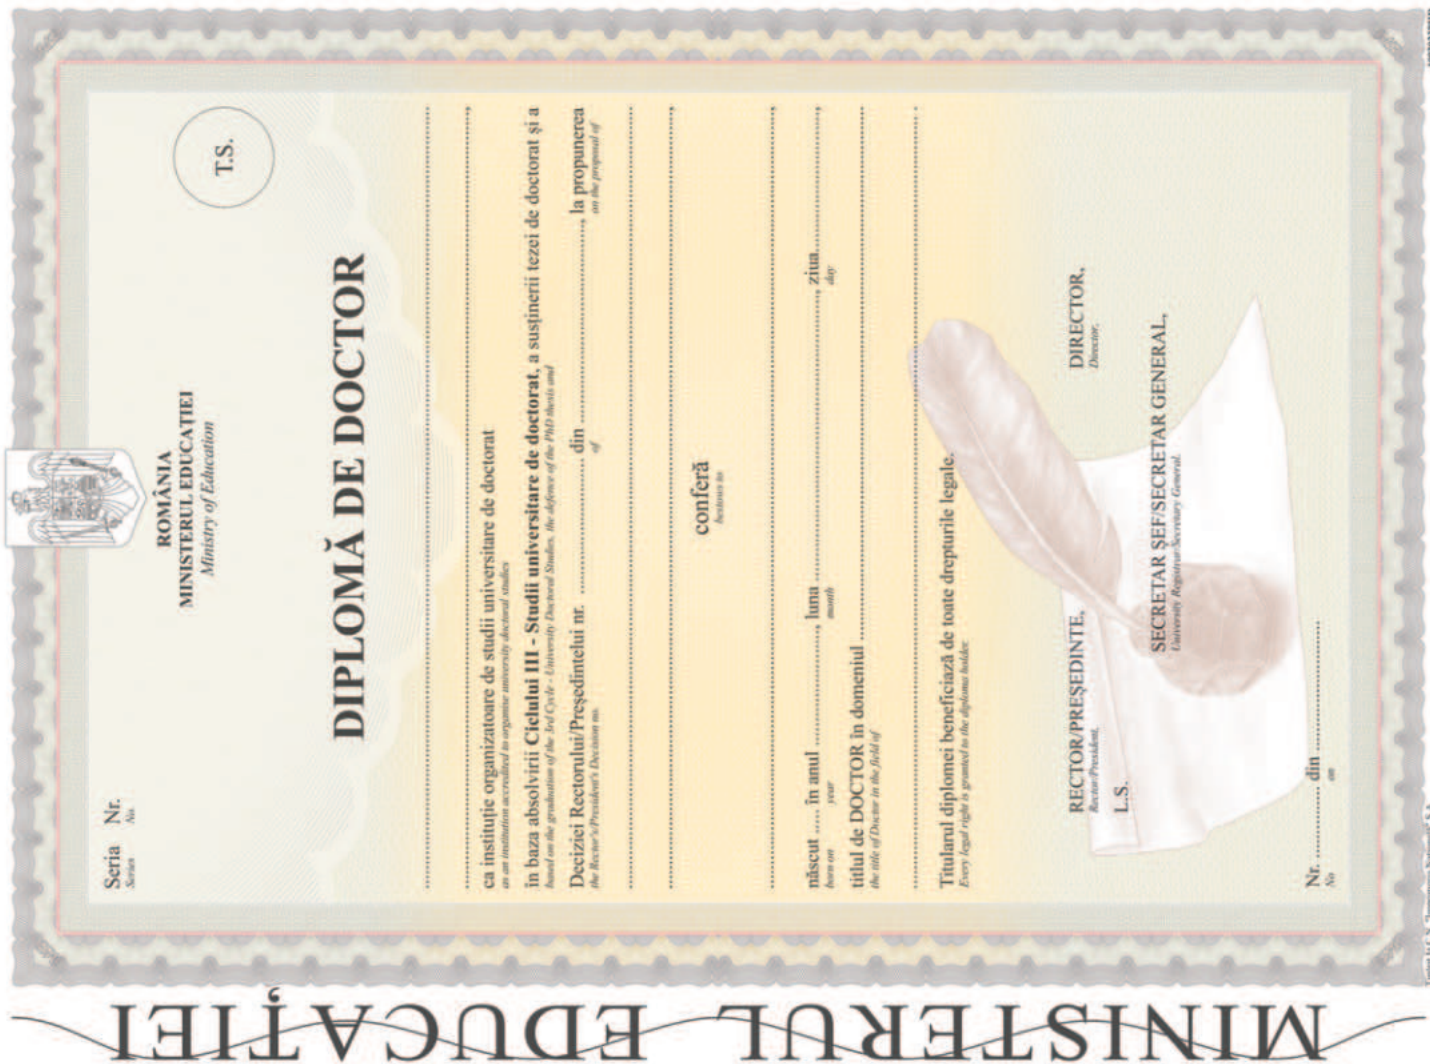 Seria Nr.
Series No.
ROMÂNIA
MINISTERUL EDUCAȚIEI
Ministry of Education
T.S.
DIPLOMĂ DE DOCTOR
ca instituție organizatoare de studii universitare de doctorat
as an institution accredited to organize university doctoral studies
în baza absolvirii Ciclului III - Studii universitare de doctorat, a susținerii tezei de doctorat și a
based on the graduation of the 3rd Cycle - University Doctoral Studies, the defence of the PhD thesis and
Deciziei Rectorului/Președintelui nr. .......... din .........., la propunerea
the Rector's/President's Decision no. of on the proposal of
conferă
bestows to
născut ..... în anul .........., luna .........., ziua..........,
born on year month day
titlul de DOCTOR în domeniul ..........
the title of Doctor in the field of
Titularul diplomei beneficiază de toate drepturile legale.
Every legal right is granted to the diploma holder.
RECTOR/PREȘEDINTE, DIRECTOR,
Rector/President, Director,
L.S.
SECRETAR ȘEF/SECRETAR GENERAL,
University Registrar/Secretary General.
Nr. .......... din ..........
No on
MINISTERUL EDUCAȚIEI